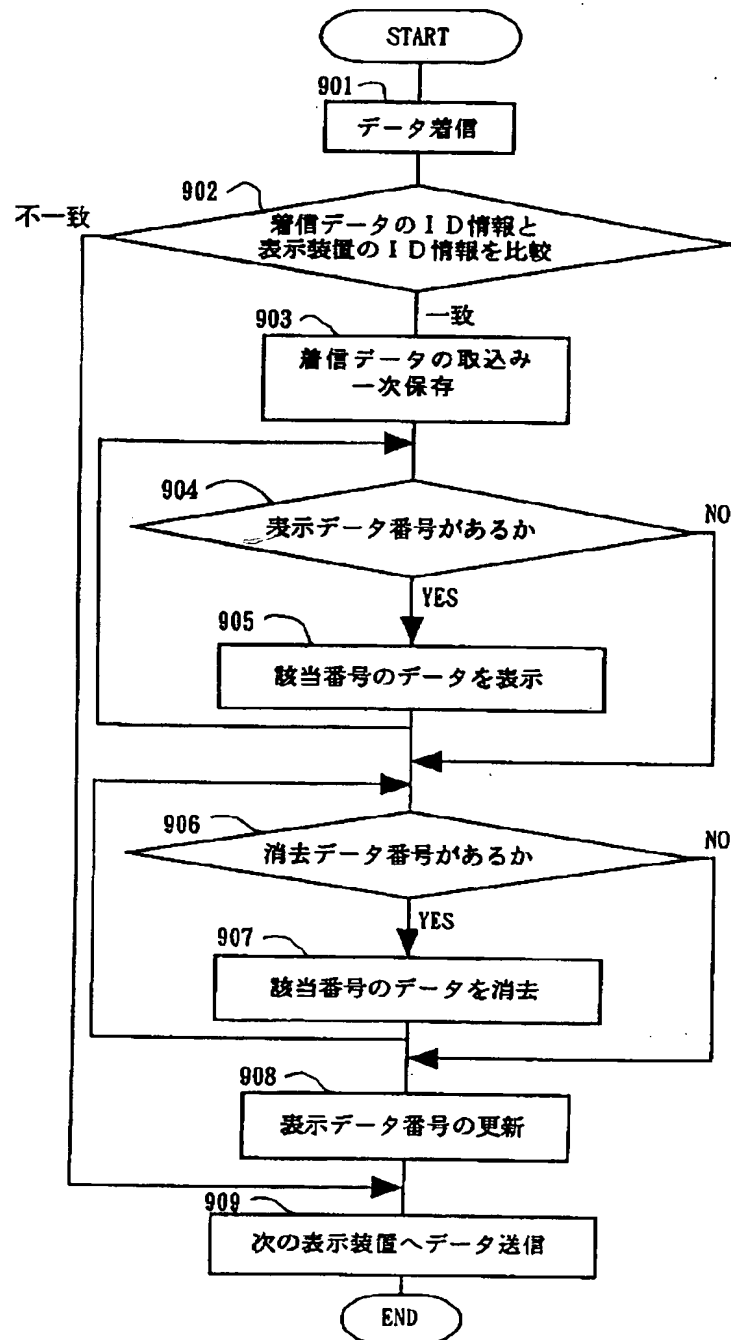 START
901
データ着信
902
不一致
着信データのID情報と
表示装置のID情報を比較
一致
903
着信データの取込み
一次保存
904
表示データ番号があるか
NO
YES
905
該当番号のデータを表示
906
消去データ番号があるか
NO
YES
907
該当番号のデータを消去
908
表示データ番号の更新
909
次の表示装置へデータ送信
END